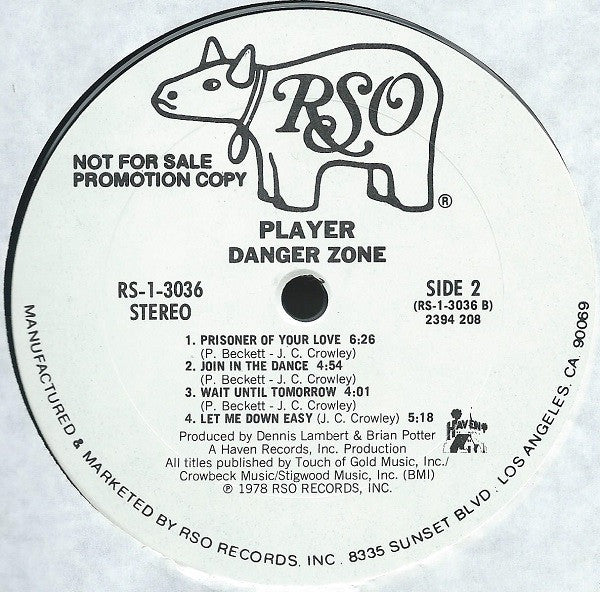 RSO
®
NOT FOR SALE
PROMOTION COPY
PLAYER
DANGER ZONE
RS-1-3036
STEREO
SIDE 2
(RS-1-3036 B)
2394 208
1. PRISONER OF YOUR LOVE 6:26
(P. Beckett - J. C. Crowley)
2. JOIN IN THE DANCE 4:54
(P. Beckett - J. C. Crowley)
3. WAIT UNTIL TOMORROW 4:01
(P. Beckett - J. C. Crowley)
4. LET ME DOWN EASY (J. C. Crowley) 5:18
Produced by Dennis Lambert & Brian Potter
A Haven Records, Inc. Production
All titles published by Touch of Gold Music, Inc./
Crowbeck Music/Stigwood Music, Inc. (BMI)
℗ 1978 RSO RECORDS, INC.
HAVEN
MANUFACTURED & MARKETED BY RSO RECORDS, INC. 8335 SUNSET BLVD. LOS ANGELES, CA 90069